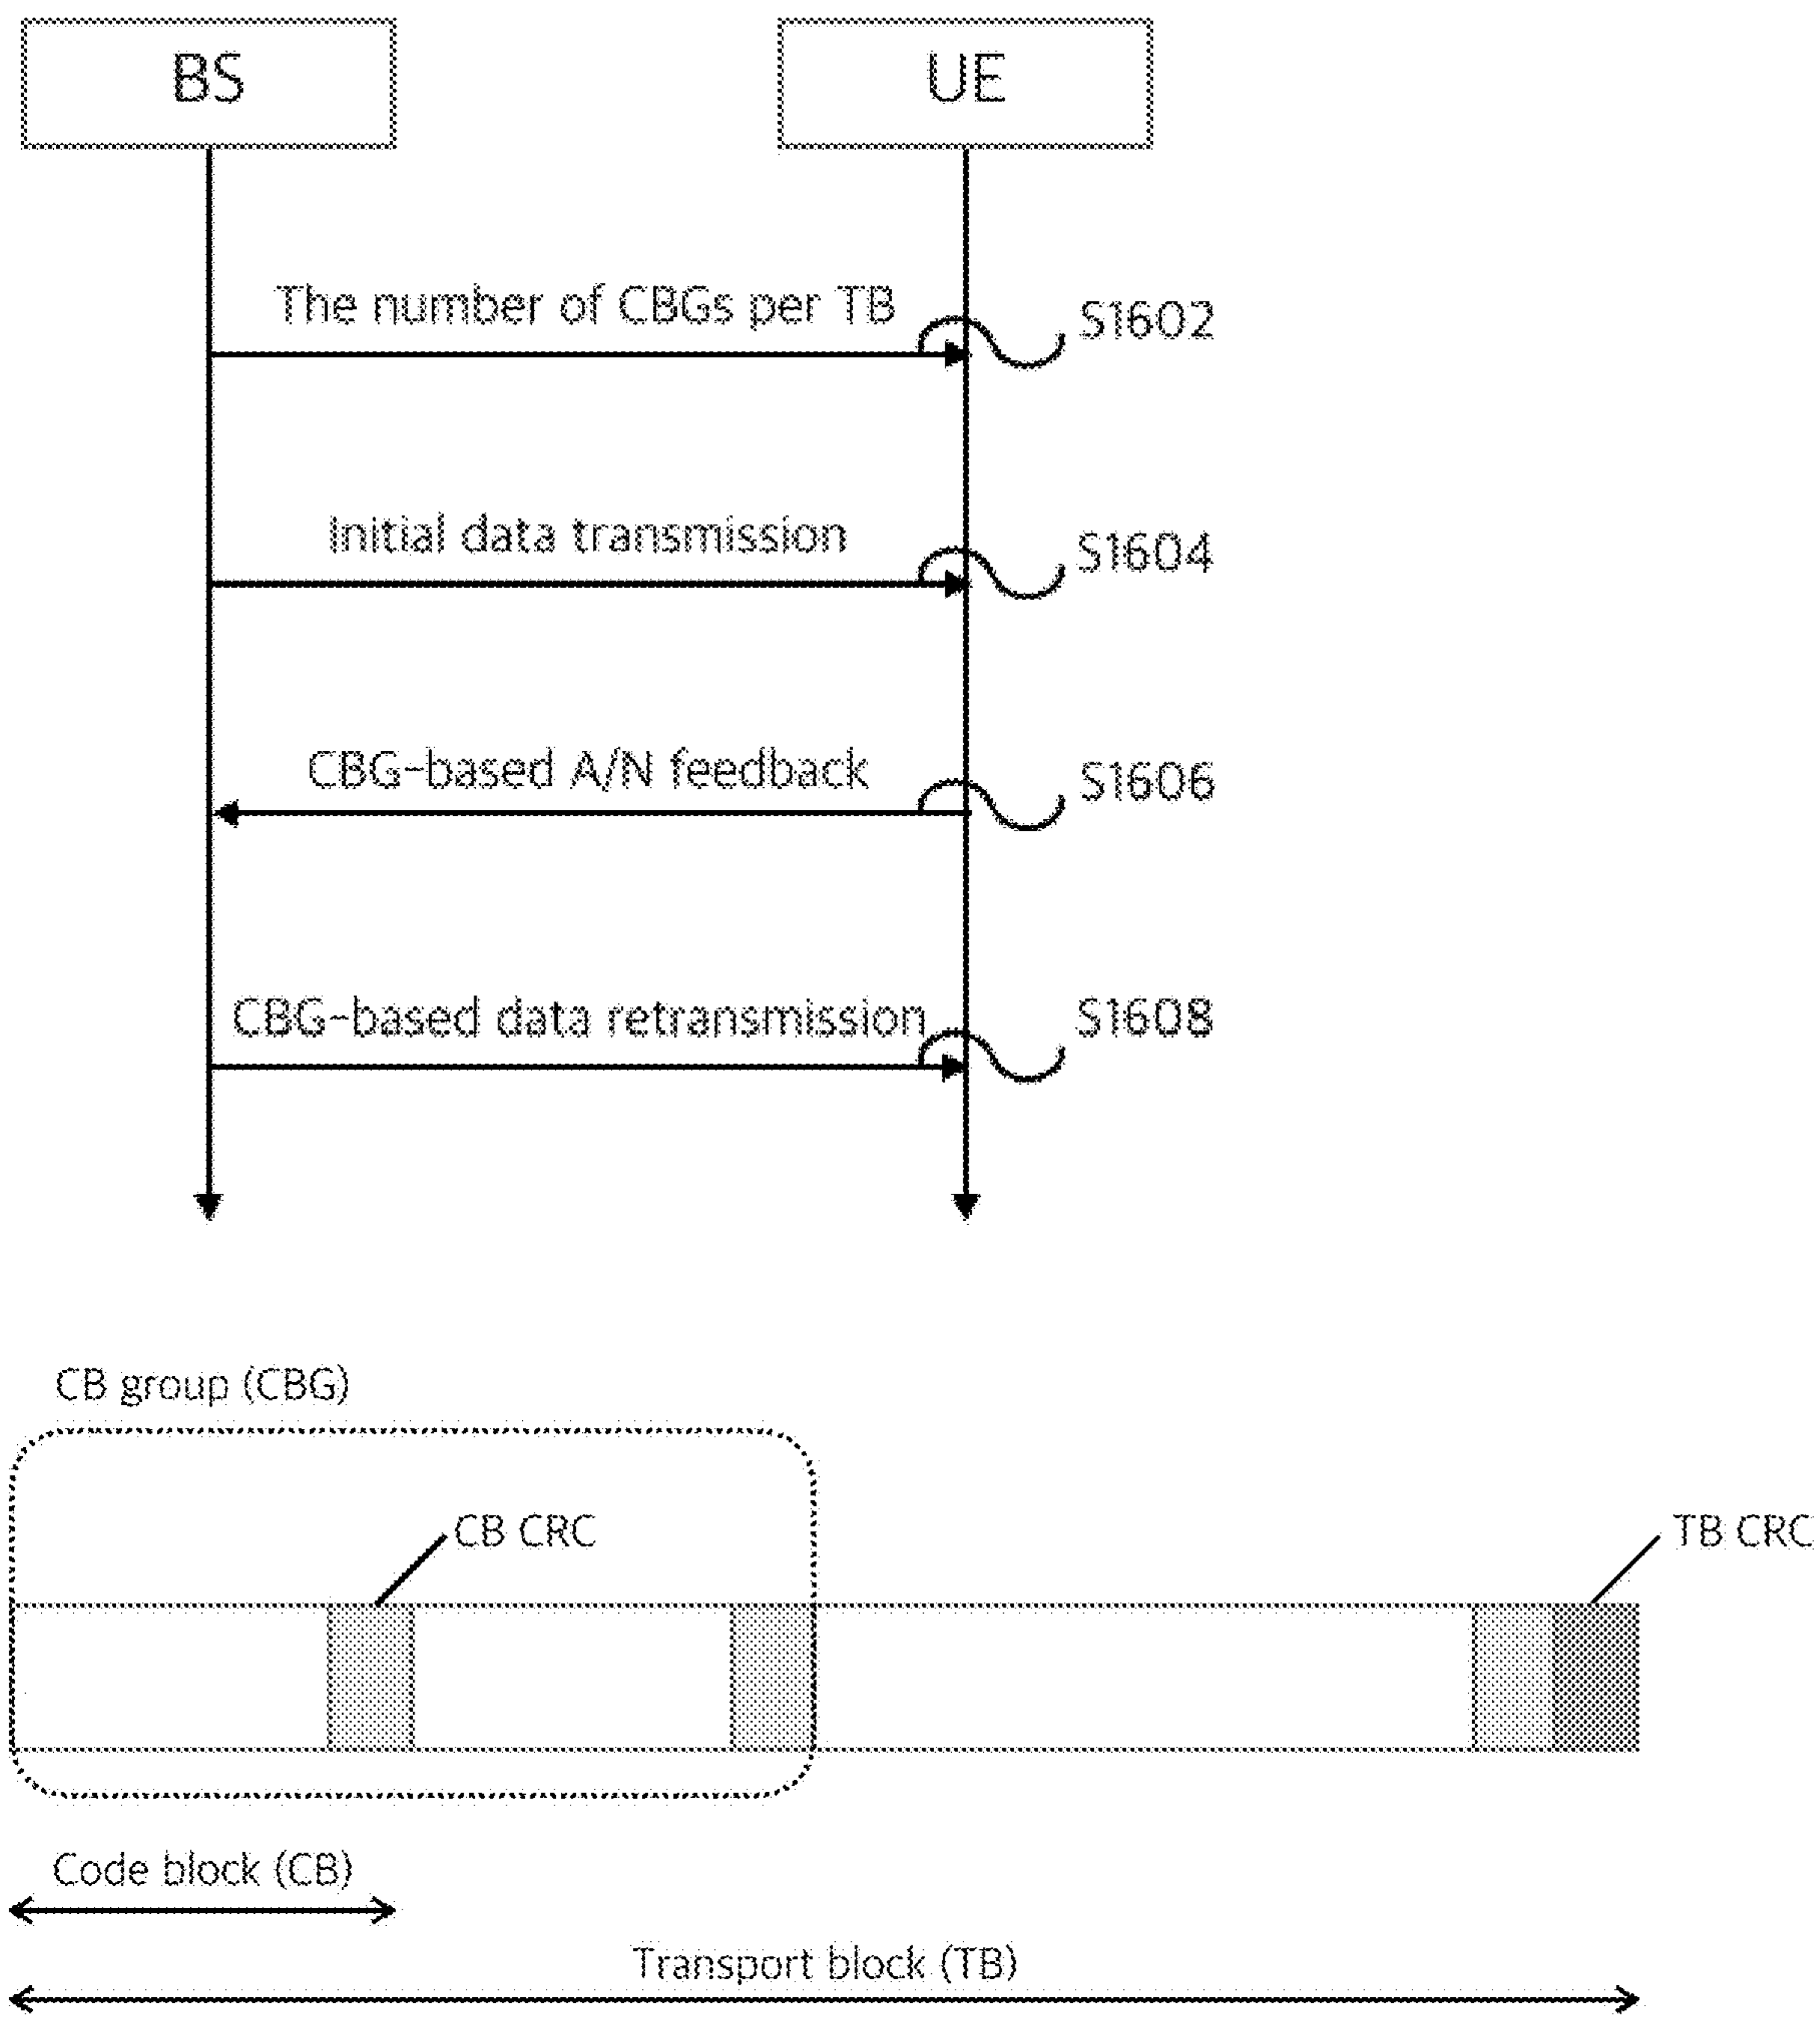 BS
UE
The number of CBGs per TB
S1602
Initial data transmission
S1604
CBG-based A/N feedback
S1606
CBG-based data retransmission
S1608
CB group (CBG)
CB CRC
TB CRC
Code block (CB)
Transport block (TB)